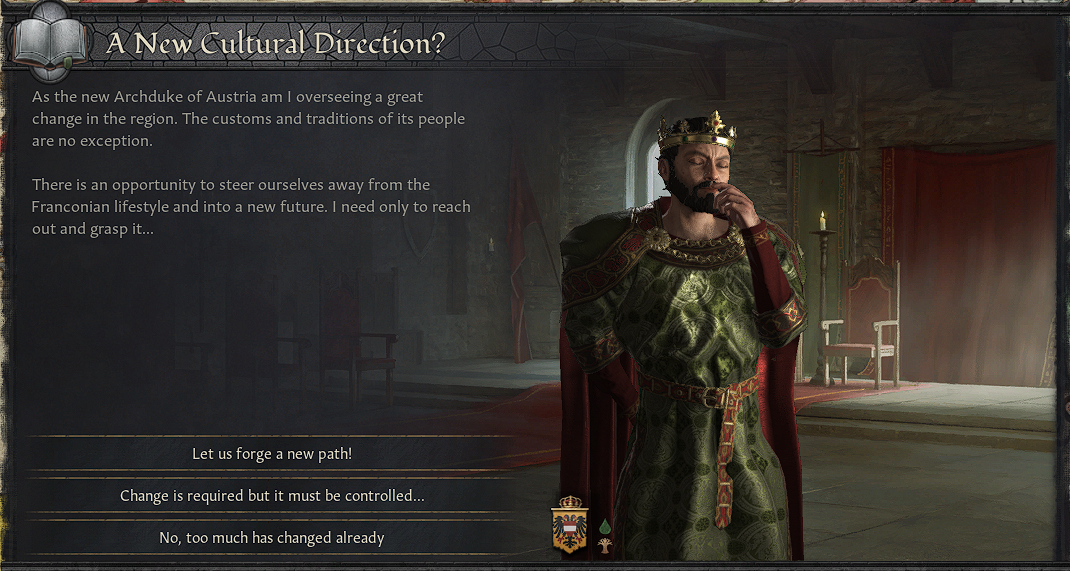 A New Cultural Direction?
As the new Archduke of Austria am I overseeing a great
change in the region. The customs and traditions of its people
are no exception.
There is an opportunity to steer ourselves away from the
Franconian lifestyle and into a new future. I need only to reach
out and grasp it...
Let us forge a new path!
Change is required but it must be controlled...
No, too much has changed already